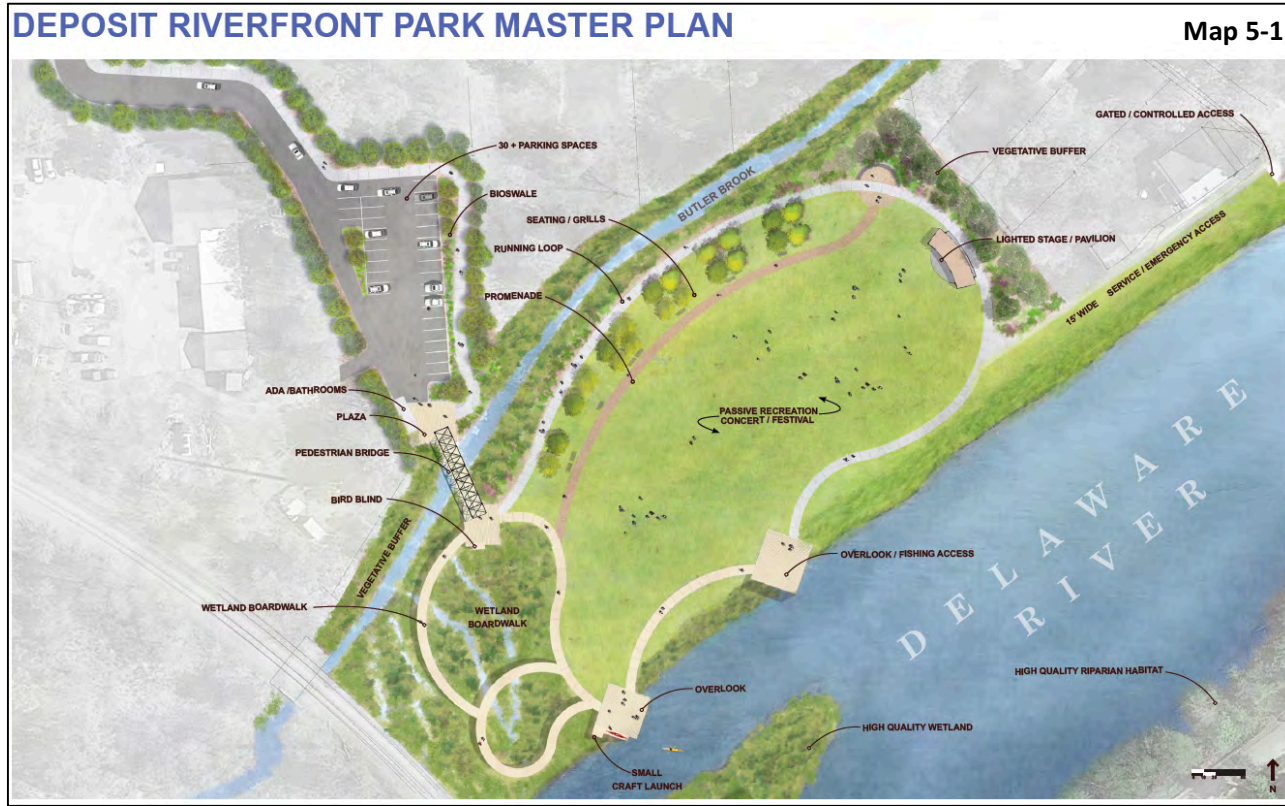 DEPOSIT RIVERFRONT PARK MASTER PLAN
Map 5-1
GATED / CONTROLLED ACCESS
30 + PARKING SPACES
VEGETATIVE BUFFER
BIOSWALE
BUTLER BROOK
SEATING / GRILLS
RUNNING LOOP
LIGHTED STAGE / PAVILION
PROMENADE
15' WIDE SERVICE / EMERGENCY ACCESS
ADA /BATHROOMS
PLAZA
PASSIVE RECREATION
CONCERT / FESTIVAL
PEDESTRIAN BRIDGE
BIRD BLIND
VEGETATIVE BUFFER
OVERLOOK / FISHING ACCESS
DELAWARE
RIVER
WETLAND BOARDWALK
WETLAND
BOARDWALK
HIGH QUALITY RIPARIAN HABITAT
OVERLOOK
HIGH QUALITY WETLAND
SMALL
CRAFT LAUNCH
N